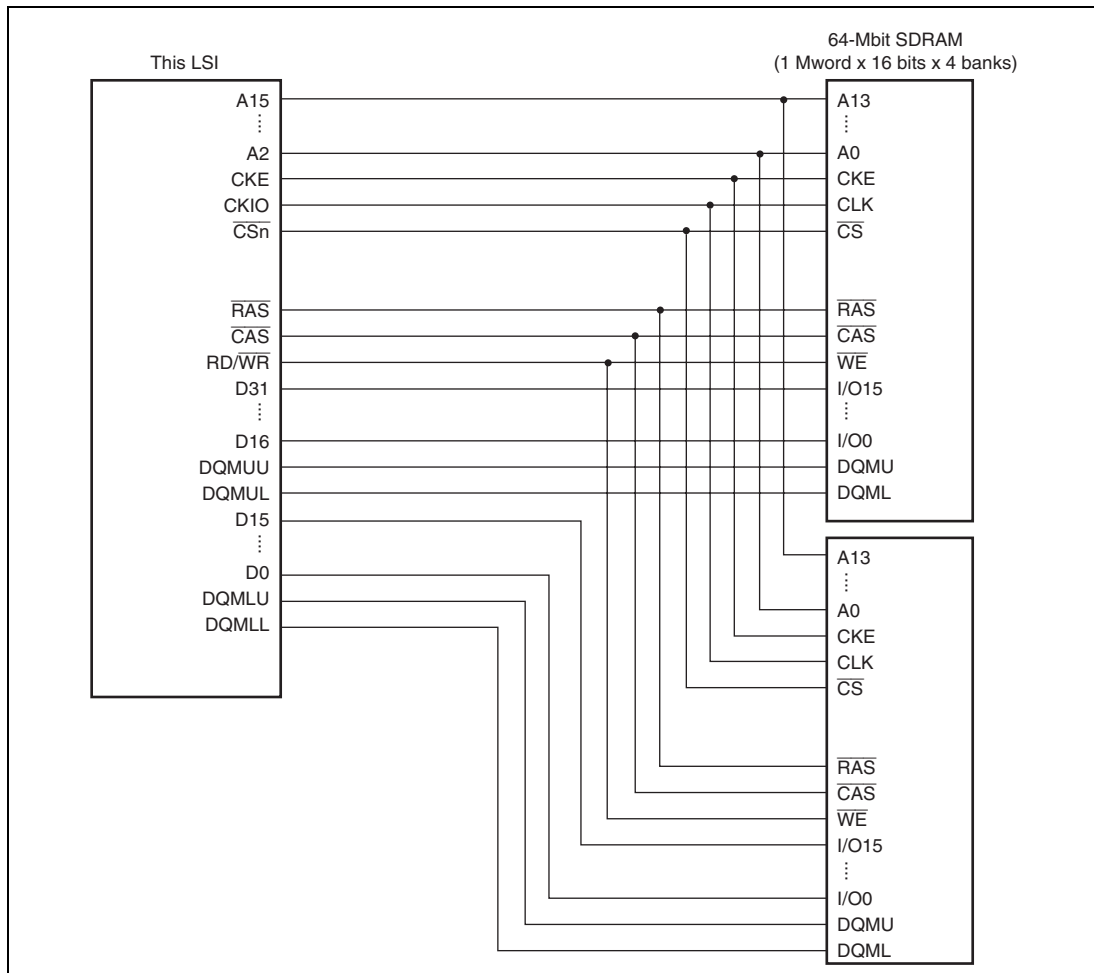 This LSI
A15
A2
CKE
CKIO
CSn
RAS
CAS
RD/WR
D31
D16
DQMUU
DQMUL
D15
D0
DQMLU
DQMLL
64-Mbit SDRAM
(1 Mword x 16 bits x 4 banks)
A13
A0
CKE
CLK
CS
RAS
CAS
WE
I/O15
I/O0
DQMU
DQML
A13
A0
CKE
CLK
CS
RAS
CAS
WE
I/O15
I/O0
DQMU
DQML